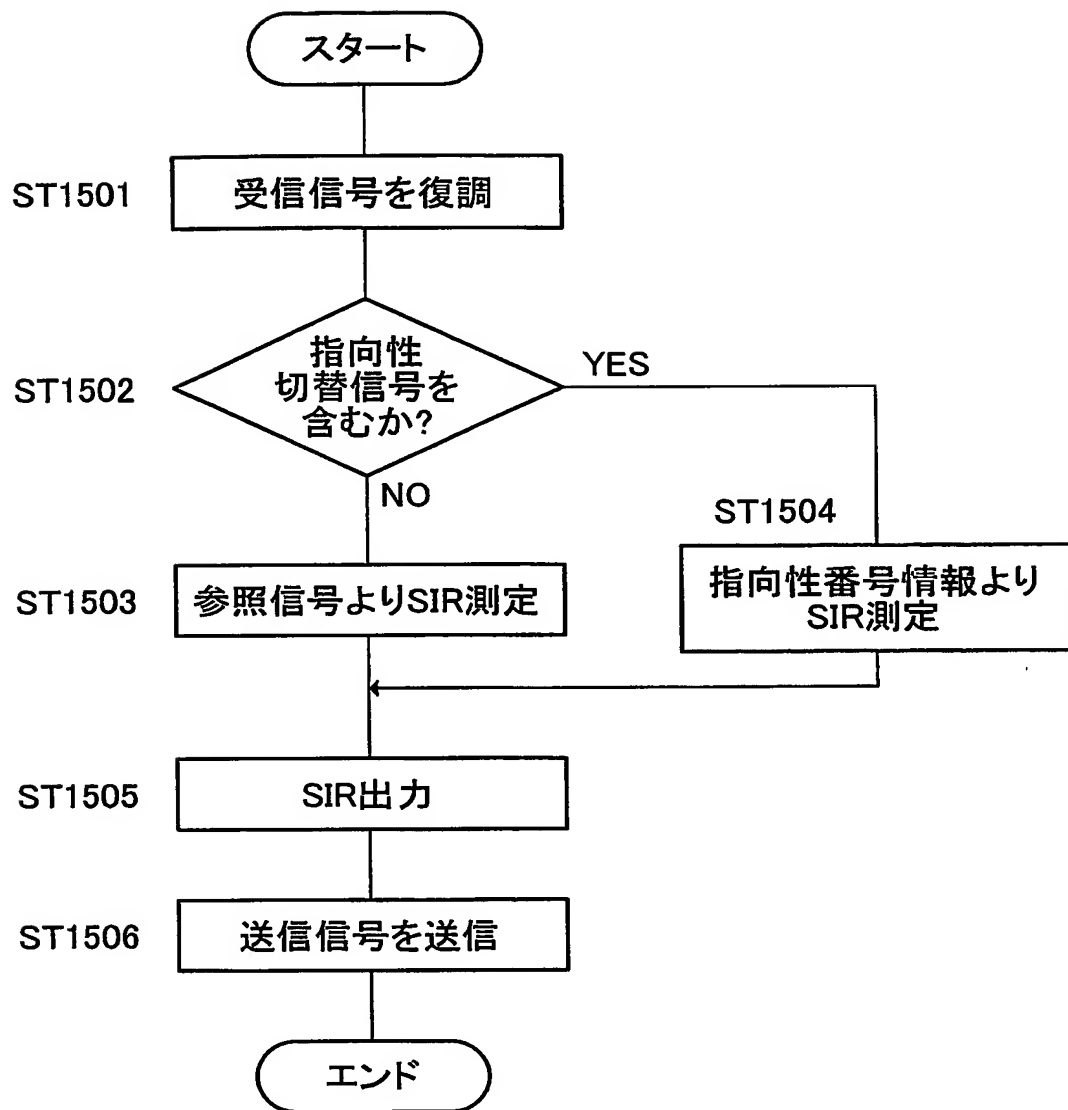 スタート
ST1501
受信信号を復調
ST1502
指向性
切替信号を
含むか?
YES
NO
ST1504
指向性番号情報より
SIR測定
ST1503
参照信号よりSIR測定
ST1505
SIR出力
ST1506
送信信号を送信
エンド